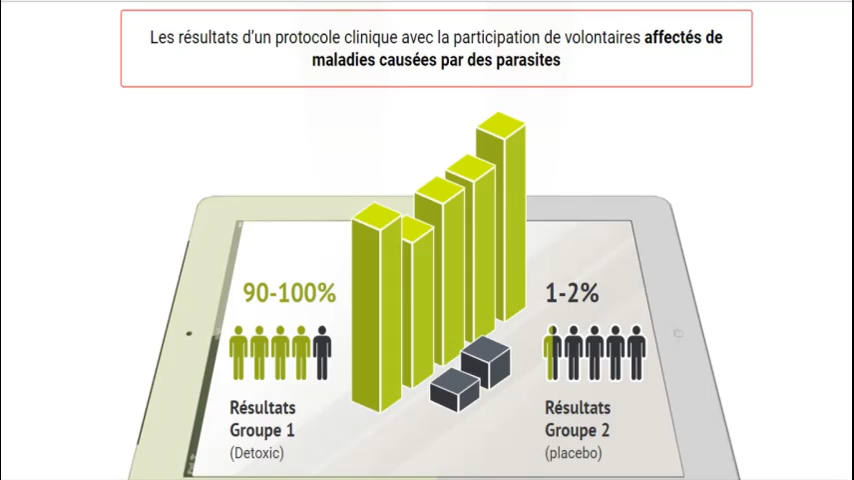 Les résultats d'un protocole clinique avec la participation de volontaires affectés de
maladies causées par des parasites
90-100%
1-2%
Résultats
Groupe 1
(Detoxic)
Résultats
Groupe 2
(placebo)